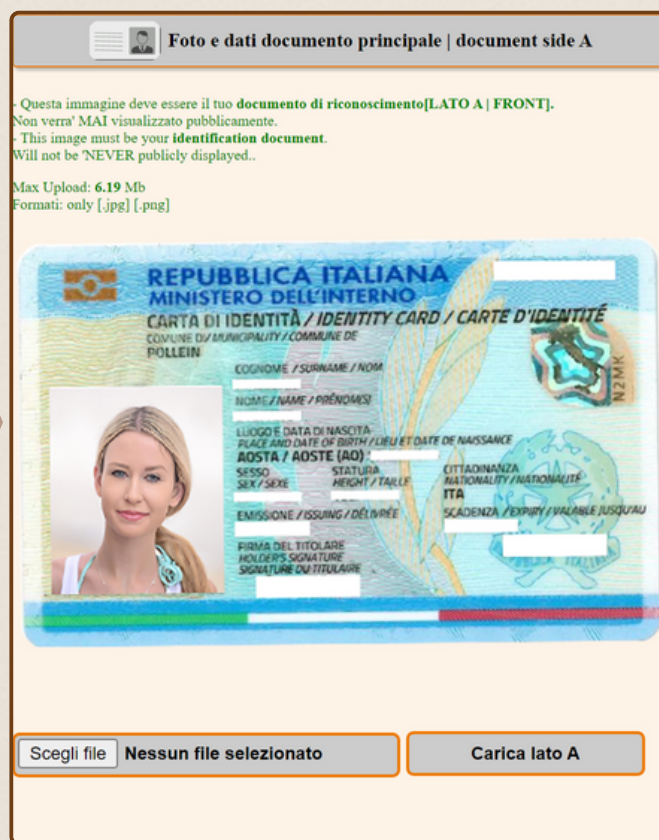 Foto e dati documento principale | document side A
- Questa immagine deve essere il tuo documento di riconoscimento[LATO A | FRONT].
Non verra' MAI visualizzato pubblicamente.
- This image must be your identification document.
Will not be 'NEVER publicly displayed..
Max Upload: 6.19 Mb
Formati: only [.jpg] [.png]
REPUBBLICA ITALIANA
MINISTERO DELL'INTERNO
CARTA DI IDENTITÀ / IDENTITY CARD / CARTE D'IDENTITÉ
COMUNE DI / MUNICIPALITY / COMMUNE DE
POLLEIN
COGNOME / SURNAME / NOM
NOME / NAME / PRÉNOM(S)
LUOGO E DATA DI NASCITA
PLACE AND DATE OF BIRTH / LIEU ET DATE DE NAISSANCE
AOSTA / AOSTE (AO)
SESSO STATURA CITTADINANZA
SEX / SEXE HEIGHT / TAILLE NATIONALITY / NATIONALITÉ
ITA
EMISSIONE / ISSUING / DÉLIVRÉE SCADENZA / EXPIRY / VALABLE JUSQU'AU
FIRMA DEL TITOLARE
HOLDER'S SIGNATURE
SIGNATURE DU TITULAIRE
N2MK
Scegli file Nessun file selezionato Carica lato A